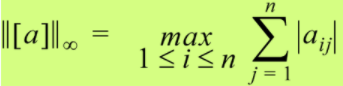 ‖[a]‖∞ = max 1 ≤ i ≤ n ∑ j = 1 n |aij|